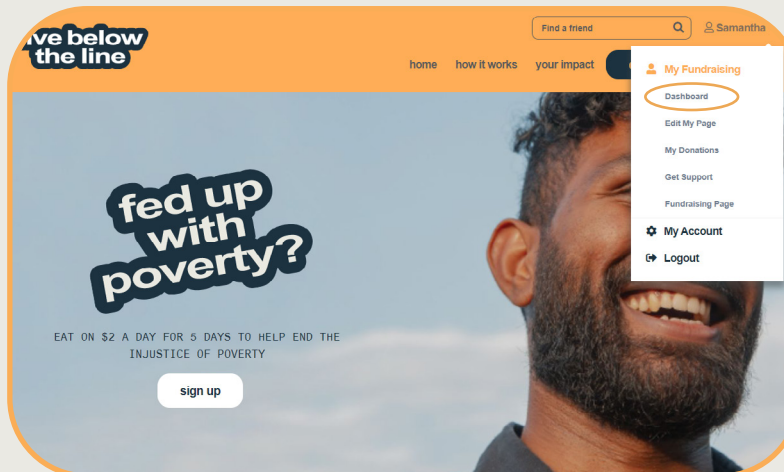 live below
the line
Find a friend
Samantha
home how it works your impact
My Fundraising
Dashboard
Edit My Page
My Donations
Get Support
Fundraising Page
My Account
Logout
fed up
with
poverty?
EAT ON $2 A DAY FOR 5 DAYS TO HELP END THE
INJUSTICE OF POVERTY
sign up